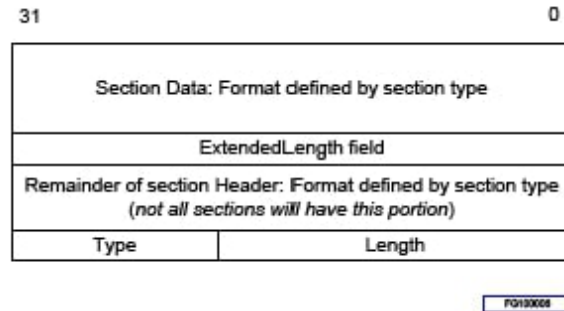 31 0
Section Data: Format defined by section type
ExtendedLength field
Remainder of section Header: Format defined by section type
(not all sections will have this portion)
Type Length